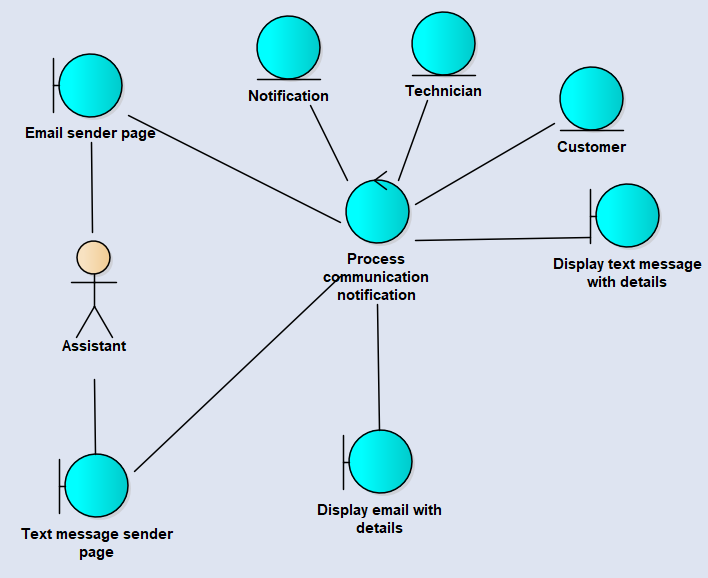 Notification
Technician
Email sender page
Customer
Process
communication
notification
Display text message
with details
Assistant
Display email with
details
Text message sender
page